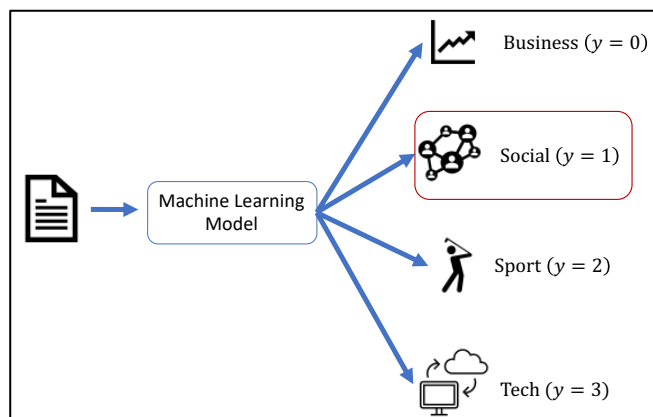 Business (y = 0)
Social (y = 1)
Machine Learning
Model
Sport (y = 2)
Tech (y = 3)